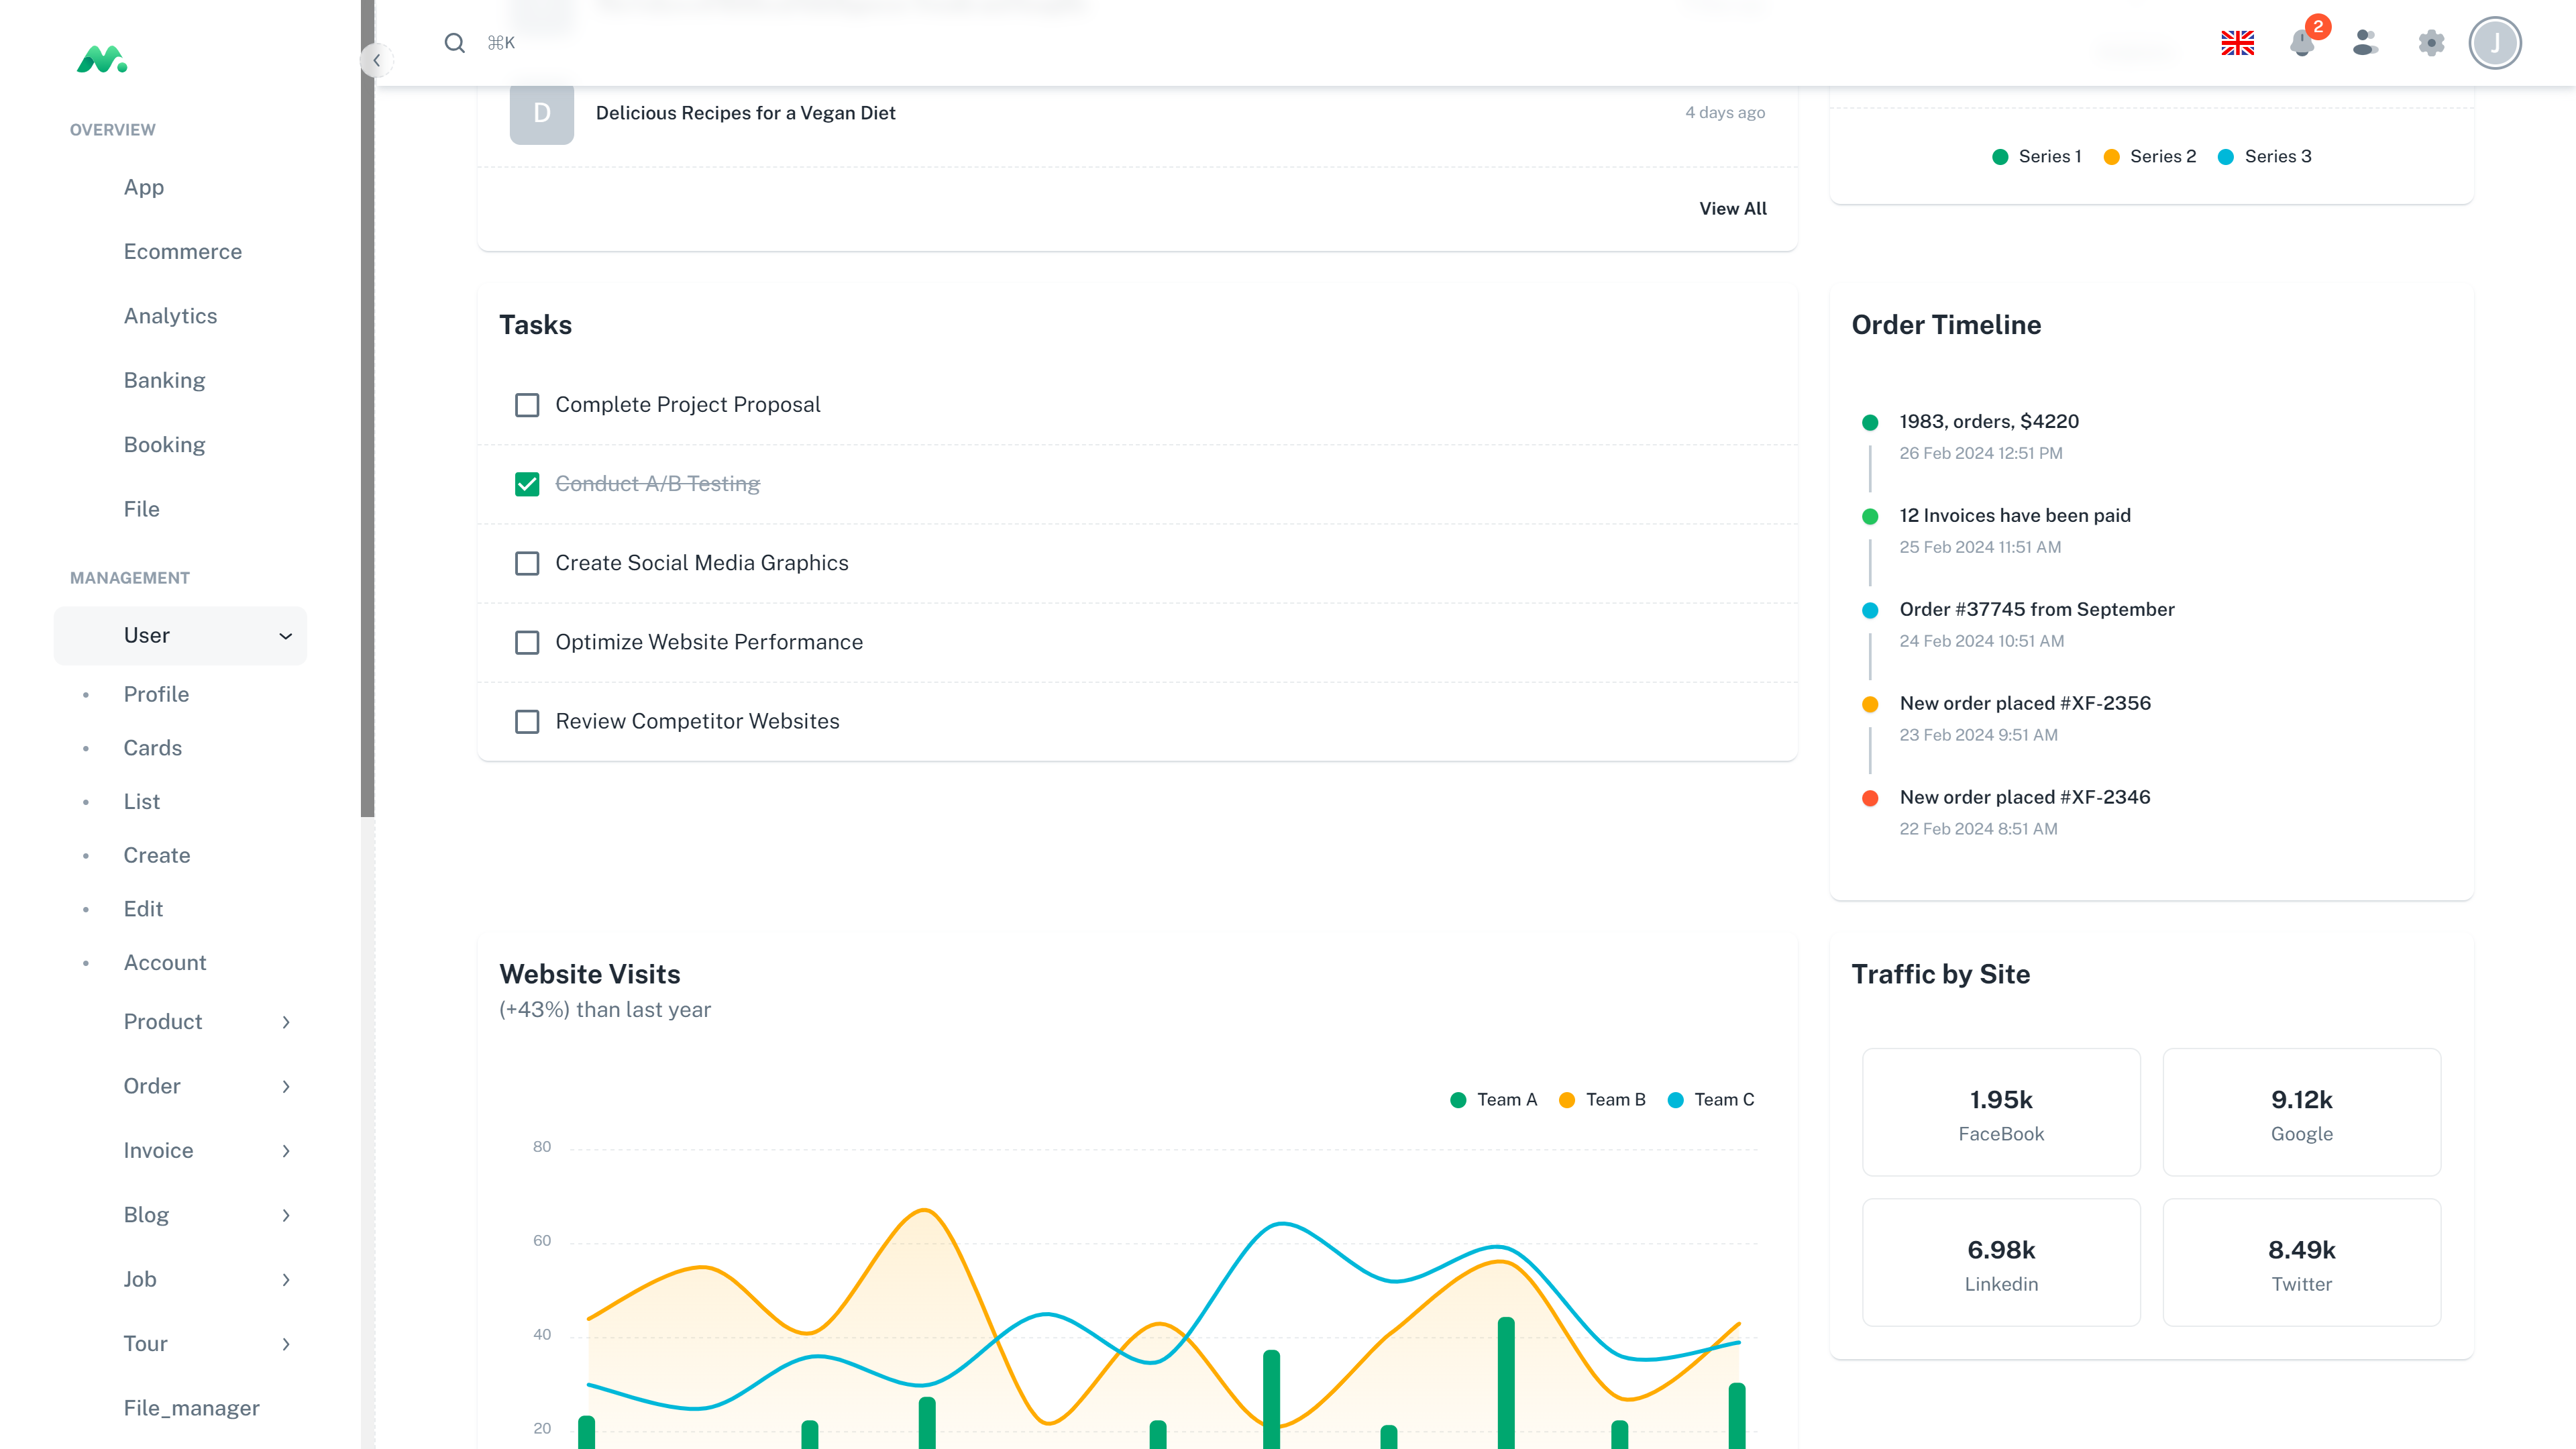 OVERVIEW
App
Ecommerce
Analytics
Banking
Booking
File
MANAGEMENT
User
Profile
Cards
List
Create
Edit
Account
Product
Order
Invoice
Blog
Job
Tour
File_manager
⌘K
2
J
D
Delicious Recipes for a Vegan Diet
4 days ago
View All
Series 1
Series 2
Series 3
Tasks
Complete Project Proposal
Conduct A/B Testing
Create Social Media Graphics
Optimize Website Performance
Review Competitor Websites
Order Timeline
1983, orders, $4220
26 Feb 2024 12:51 PM
12 Invoices have been paid
25 Feb 2024 11:51 AM
Order #37745 from September
24 Feb 2024 10:51 AM
New order placed #XF-2356
23 Feb 2024 9:51 AM
New order placed #XF-2346
22 Feb 2024 8:51 AM
Website Visits
(+43%) than last year
Team A
Team B
Team C
80
60
40
20
Traffic by Site
1.95k
FaceBook
9.12k
Google
6.98k
Linkedin
8.49k
Twitter